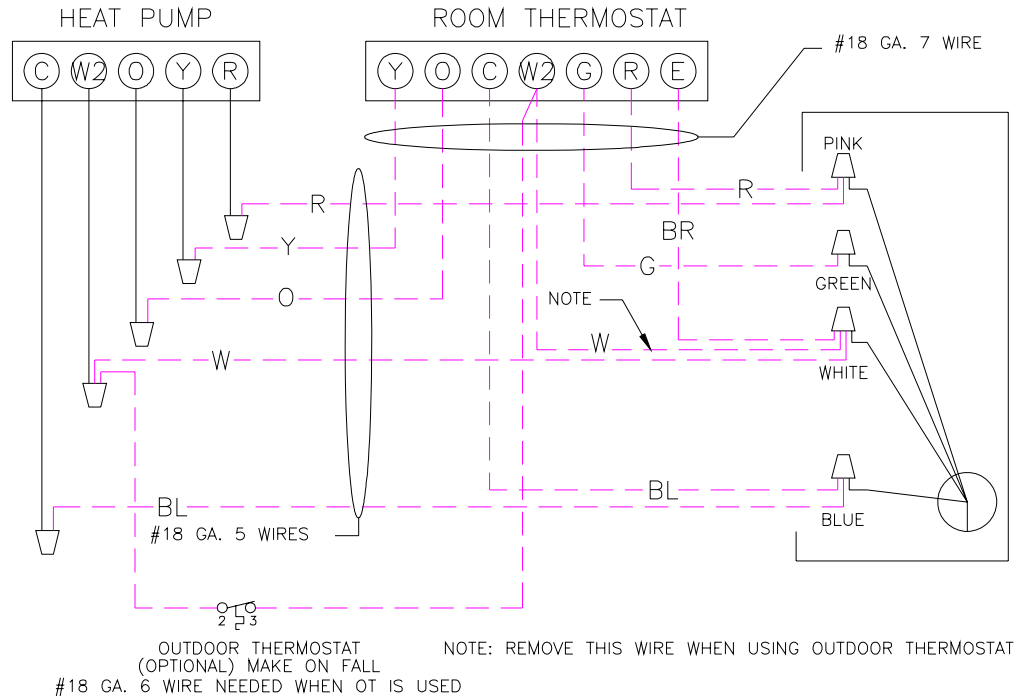 HEAT PUMP
ROOM THERMOSTAT
C W2 O Y R
Y O C W2 G R E
#18 GA. 7 WIRE
PINK
R
R
BR
Y
G
GREEN
O
NOTE
W
W
WHITE
BL
BL
#18 GA. 5 WIRES
BLUE
2 3
OUTDOOR THERMOSTAT
(OPTIONAL) MAKE ON FALL
#18 GA. 6 WIRE NEEDED WHEN OT IS USED
NOTE: REMOVE THIS WIRE WHEN USING OUTDOOR THERMOSTAT